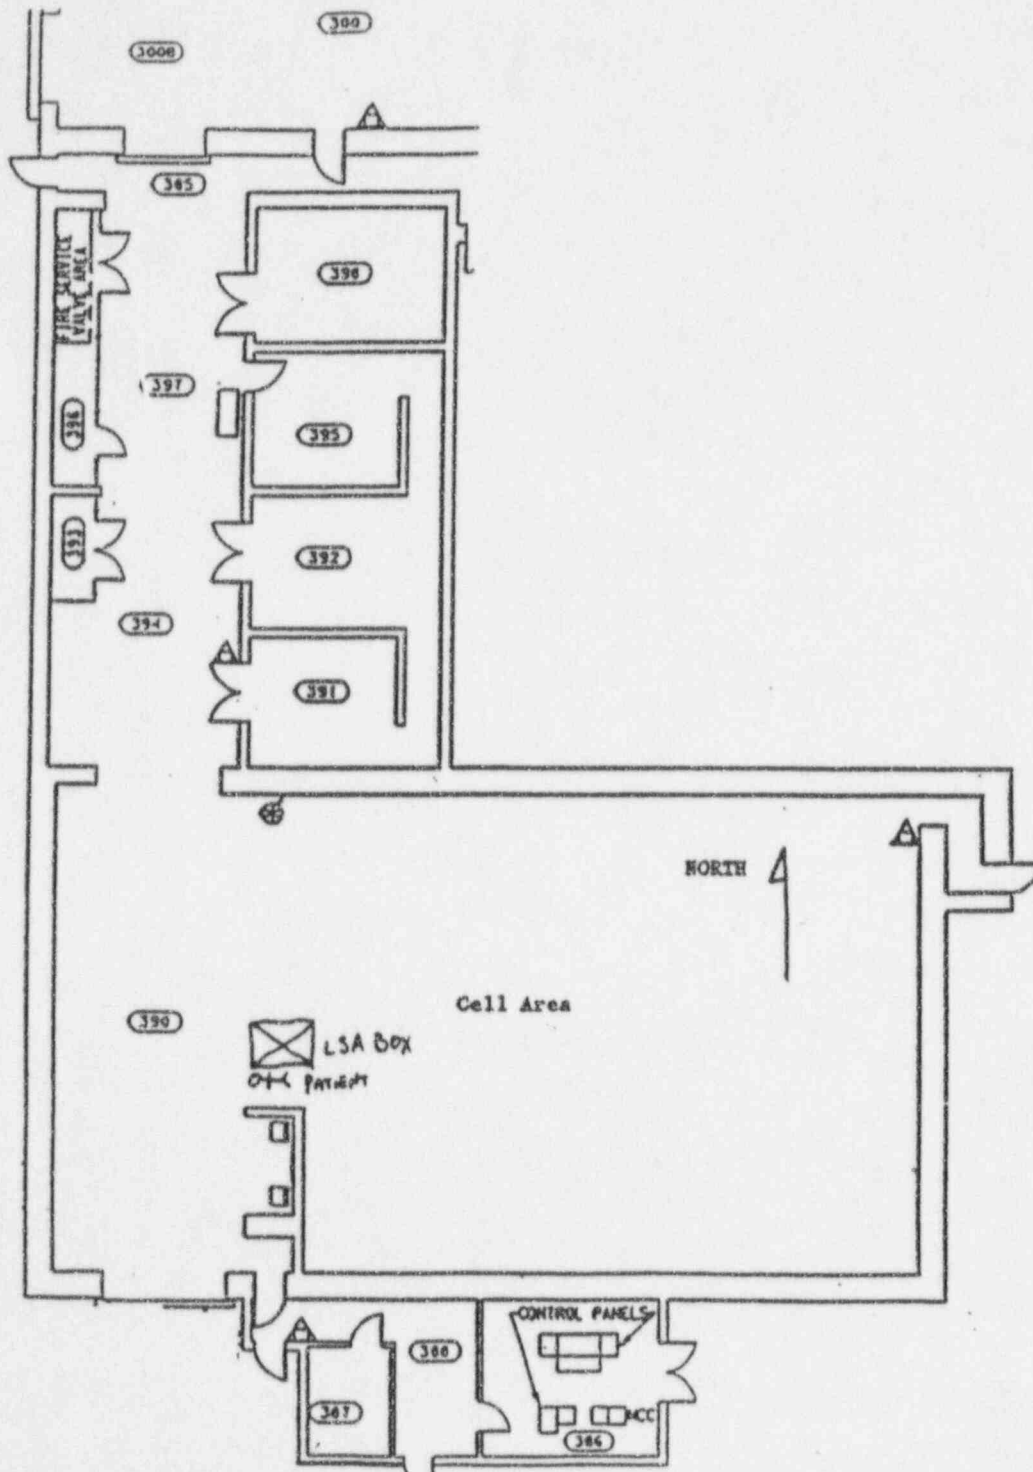 300
300B
385
398
FIRE SERVICE
VALVE AREA
397
396
395
393
392
394
391
NORTH
Cell Area
390
LSA BOX
PATIENT
CONTROL PANELS
388
387
MCC
386